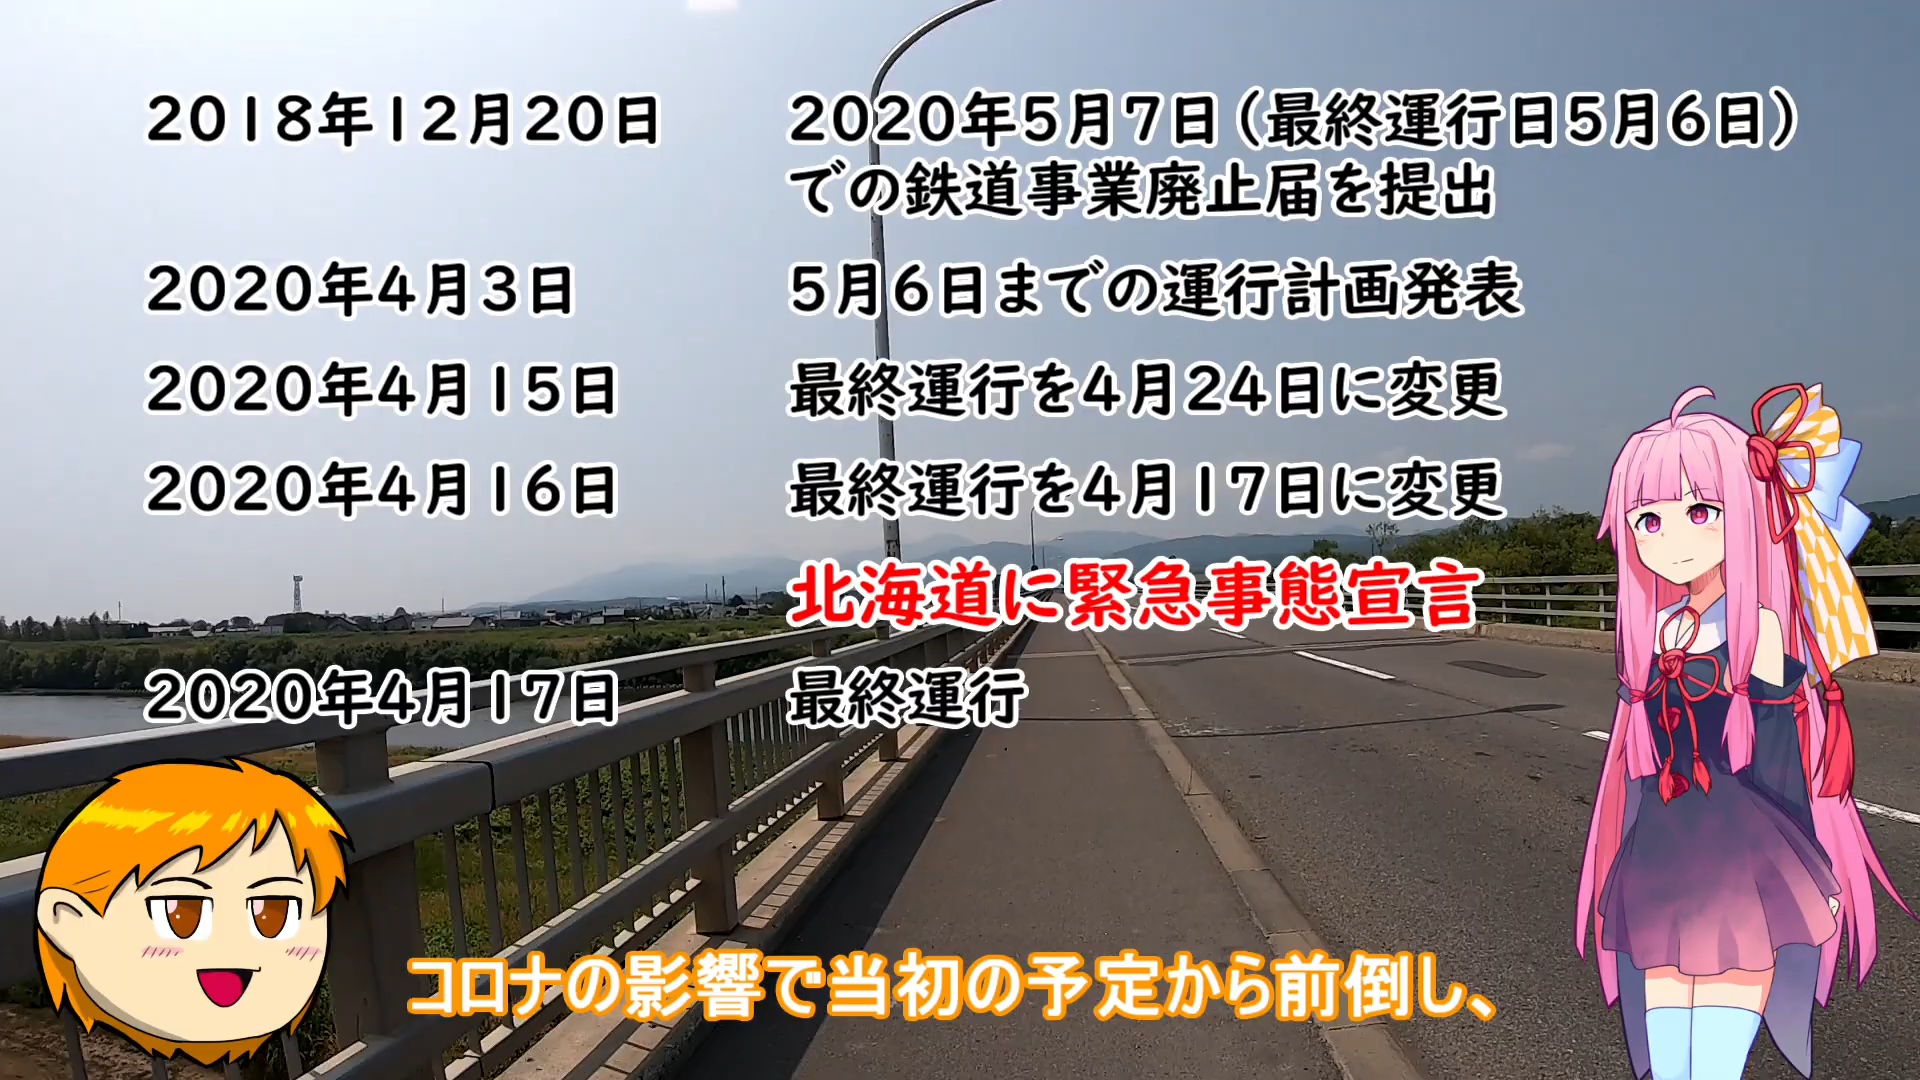 2018年12月20日
2020年5月7日（最終運行日5月6日）
での鉄道事業廃止届を提出
2020年4月3日
5月6日までの運行計画発表
2020年4月15日
最終運行を4月24日に変更
2020年4月16日
最終運行を4月17日に変更
北海道に緊急事態宣言
2020年4月17日
最終運行
コロナの影響で当初の予定から前倒し、